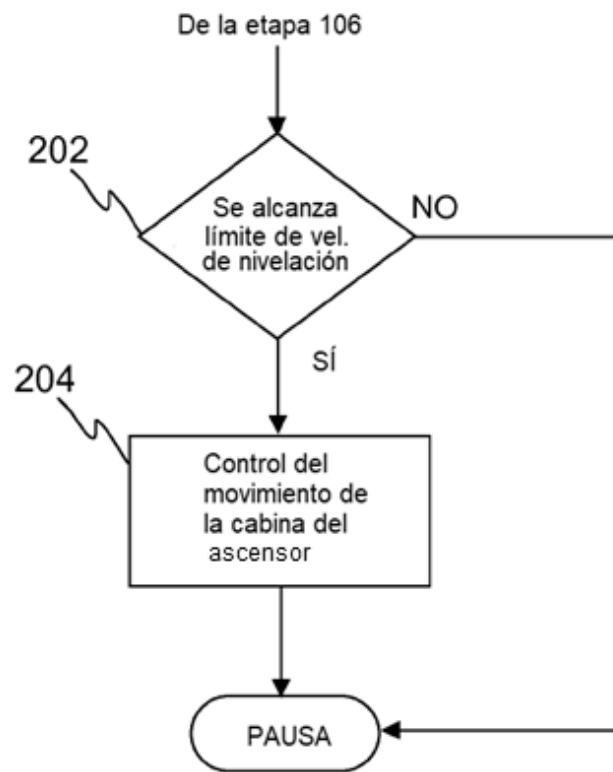 De la etapa 106
202
Se alcanza
límite de vel.
de nivelación
NO
SÍ
204
Control del
movimiento de
la cabina del
ascensor
PAUSA